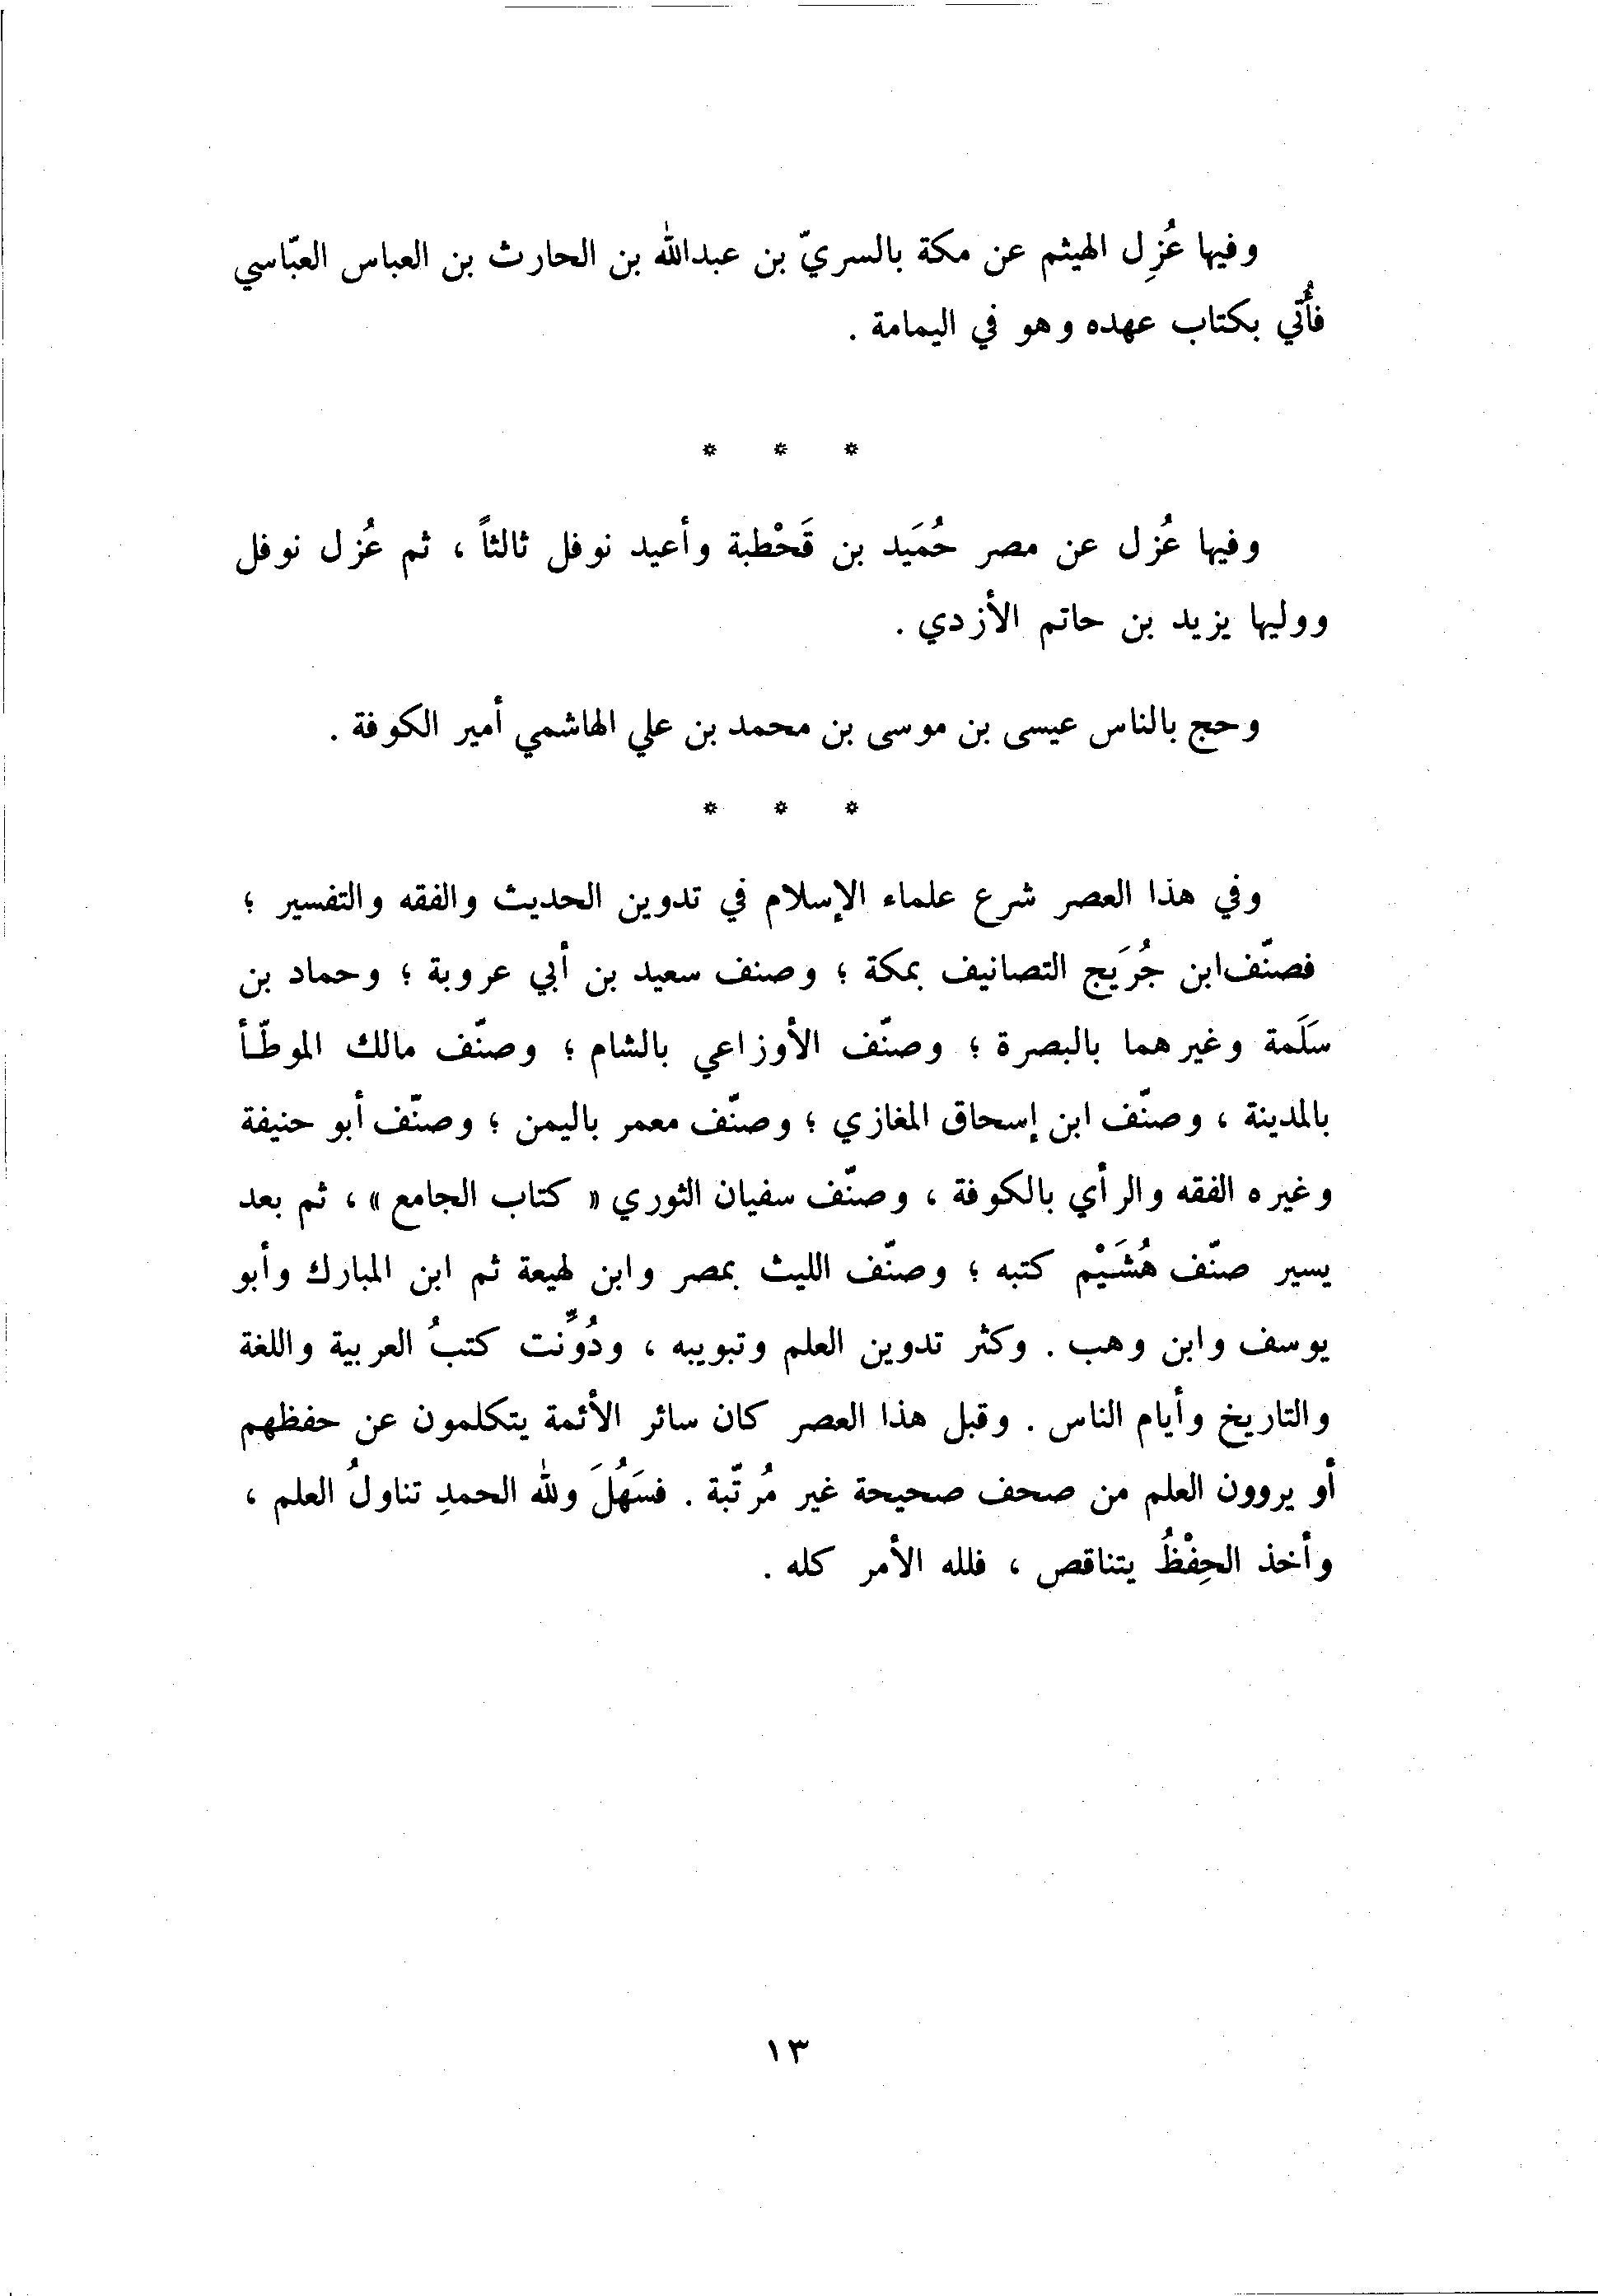 وفيها عُزِل الهيثم عن مكة بالسريّ بن عبدالله بن الحارث بن العباس العبّاسي
فأُتي بكتاب عهده وهو في اليمامة .
* * *
وفيها عُزل عن مصر حُمَيد بن قَحْطبة وأعيد نوفل ثالثاً ، ثم عُزل نوفل
ووليها يزيد بن حاتم الأزدي .
وحج بالناس عيسى بن موسى بن محمد بن علي الهاشمي أمير الكوفة .
* * *
وفي هذا العصر شرع علماء الإسلام في تدوين الحديث والفقه والتفسير ؛
فصنّف ابن جُرَيج التصانيف بمكة ؛ وصنف سعيد بن أبي عروبة ؛ وحماد بن
سَلَمة وغيرهما بالبصرة ؛ وصنّف الأوزاعي بالشام ؛ وصنّف مالك الموطّأ
بالمدينة ، وصنّف ابن إسحاق المغازي ؛ وصنّف معمر باليمن ؛ وصنّف أبو حنيفة
وغيره الفقه والرأي بالكوفة ، وصنّف سفيان الثوري « كتاب الجامع » ، ثم بعد
يسير صنّف هُشَيْم كتبه ؛ وصنّف الليث بمصر وابن لهيعة ثم ابن المبارك وأبو
يوسف وابن وهب . وكثر تدوين العلم وتبويبه ، ودُوِّنت كتبُ العربية واللغة
والتاريخ وأيام الناس . وقبل هذا العصر كان سائر الأئمة يتكلمون عن حفظهم
أو يروون العلم من صحف صحيحة غير مُرتّبة . فسَهُلَ ولله الحمدِ تناولُ العلم ،
وأخذ الحِفْظُ يتناقص ، فلله الأمر كله .
١٣